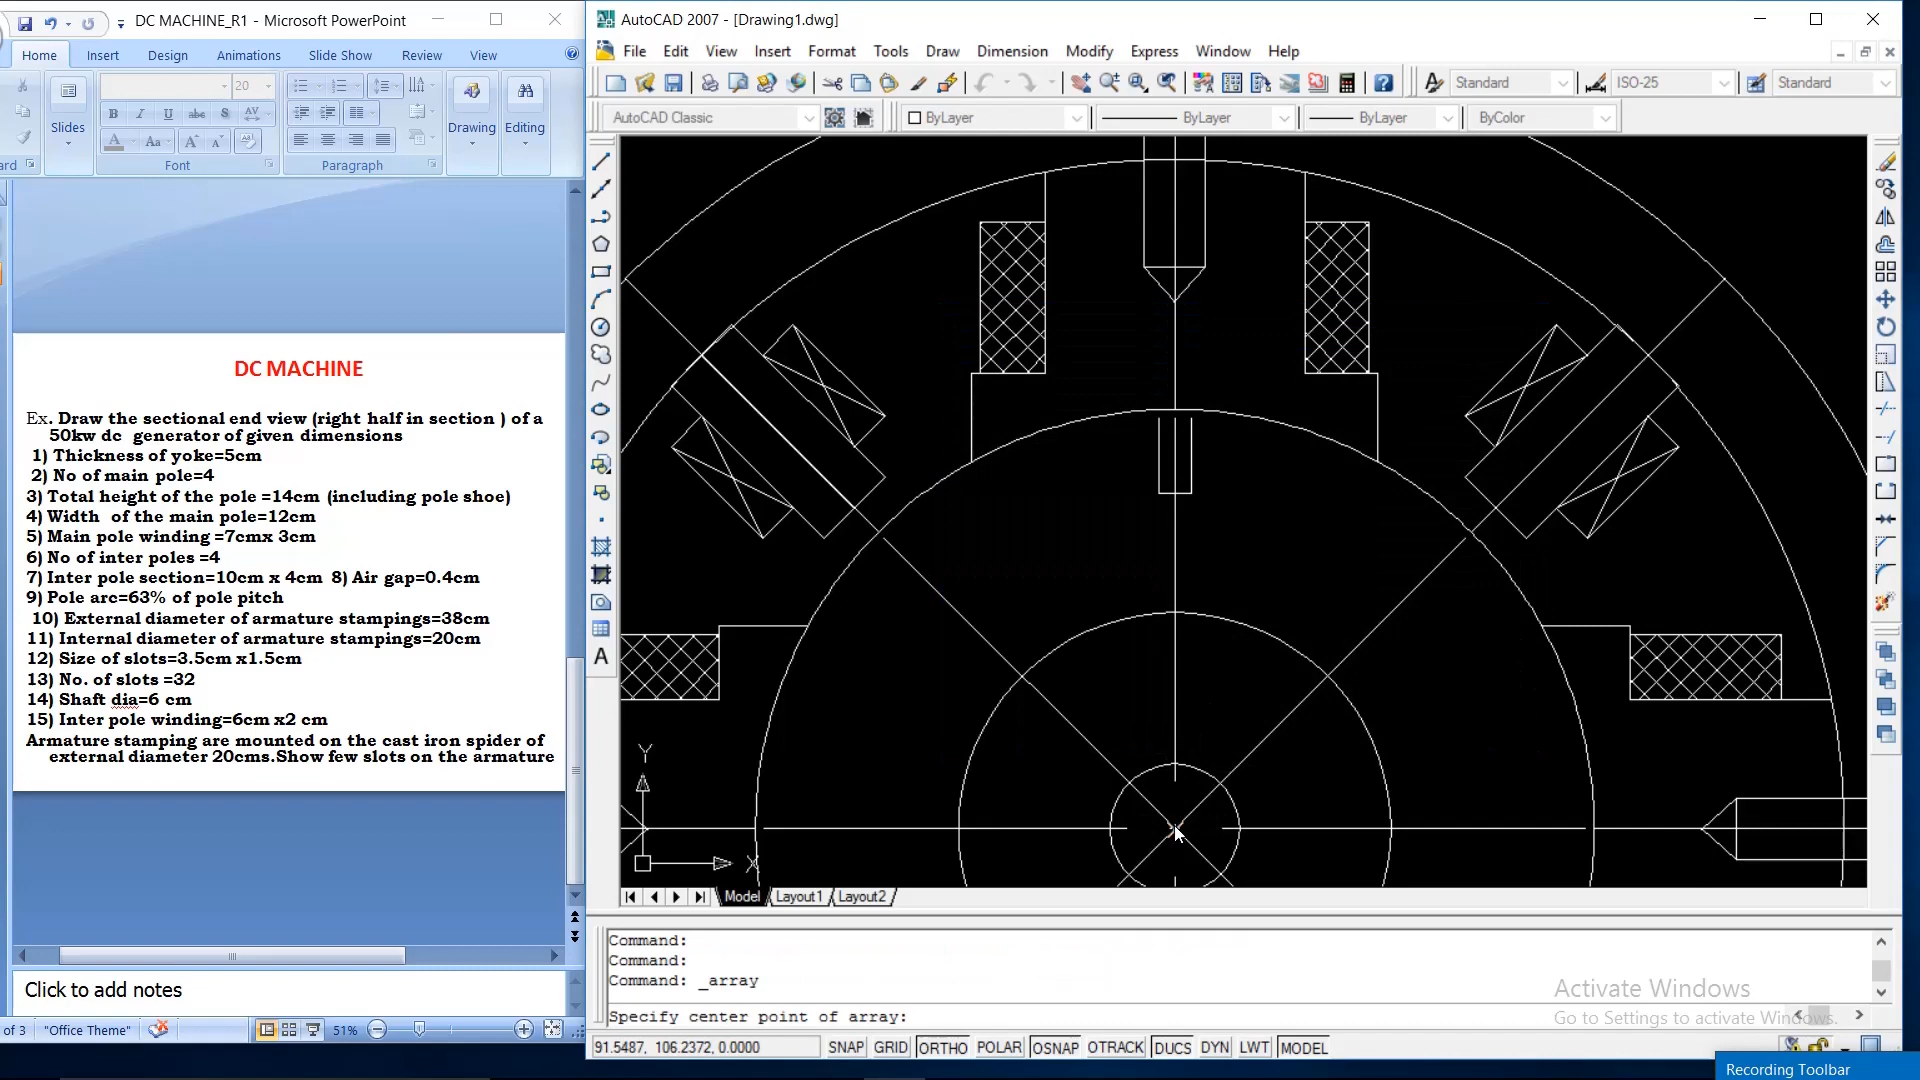 DC MACHINE_R1 - Microsoft PowerPoint
Home Insert Design Animations Slide Show Review View
20
Slides
Drawing
Editing
B I U abc S AV
A Aa A A
ard Font Paragraph
DC MACHINE
Ex. Draw the sectional end view (right half in section ) of a
50kw dc generator of given dimensions
1) Thickness of yoke=5cm
2) No of main pole=4
3) Total height of the pole =14cm (including pole shoe)
4) Width of the main pole=12cm
5) Main pole winding =7cmx 3cm
6) No of inter poles =4
7) Inter pole section=10cm x 4cm 8) Air gap=0.4cm
9) Pole arc=63% of pole pitch
10) External diameter of armature stampings=38cm
11) Internal diameter of armature stampings=20cm
12) Size of slots=3.5cm x1.5cm
13) No. of slots =32
14) Shaft dia=6 cm
15) Inter pole winding=6cm x2 cm
Armature stamping are mounted on the cast iron spider of
external diameter 20cms.Show few slots on the armature
Click to add notes
of 3 "Office Theme" 51%
AutoCAD 2007 - [Drawing1.dwg]
File Edit View Insert Format Tools Draw Dimension Modify Express Window Help
Standard ISO-25 Standard
AutoCAD Classic ByLayer ByLayer ByLayer ByColor
A
Y
X
Model Layout1 Layout2
Command:
Command:
Command: _array
Specify center point of array:
Activate Windows
Go to Settings to activate Windows.
91.5487, 106.2372, 0.0000 SNAP GRID ORTHO POLAR OSNAP OTRACK DUCS DYN LWT MODEL
Recording Toolbar